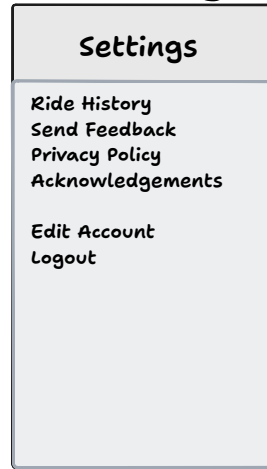 Settings
Ride History
Send Feedback
Privacy Policy
Acknowledgements
Edit Account
Logout